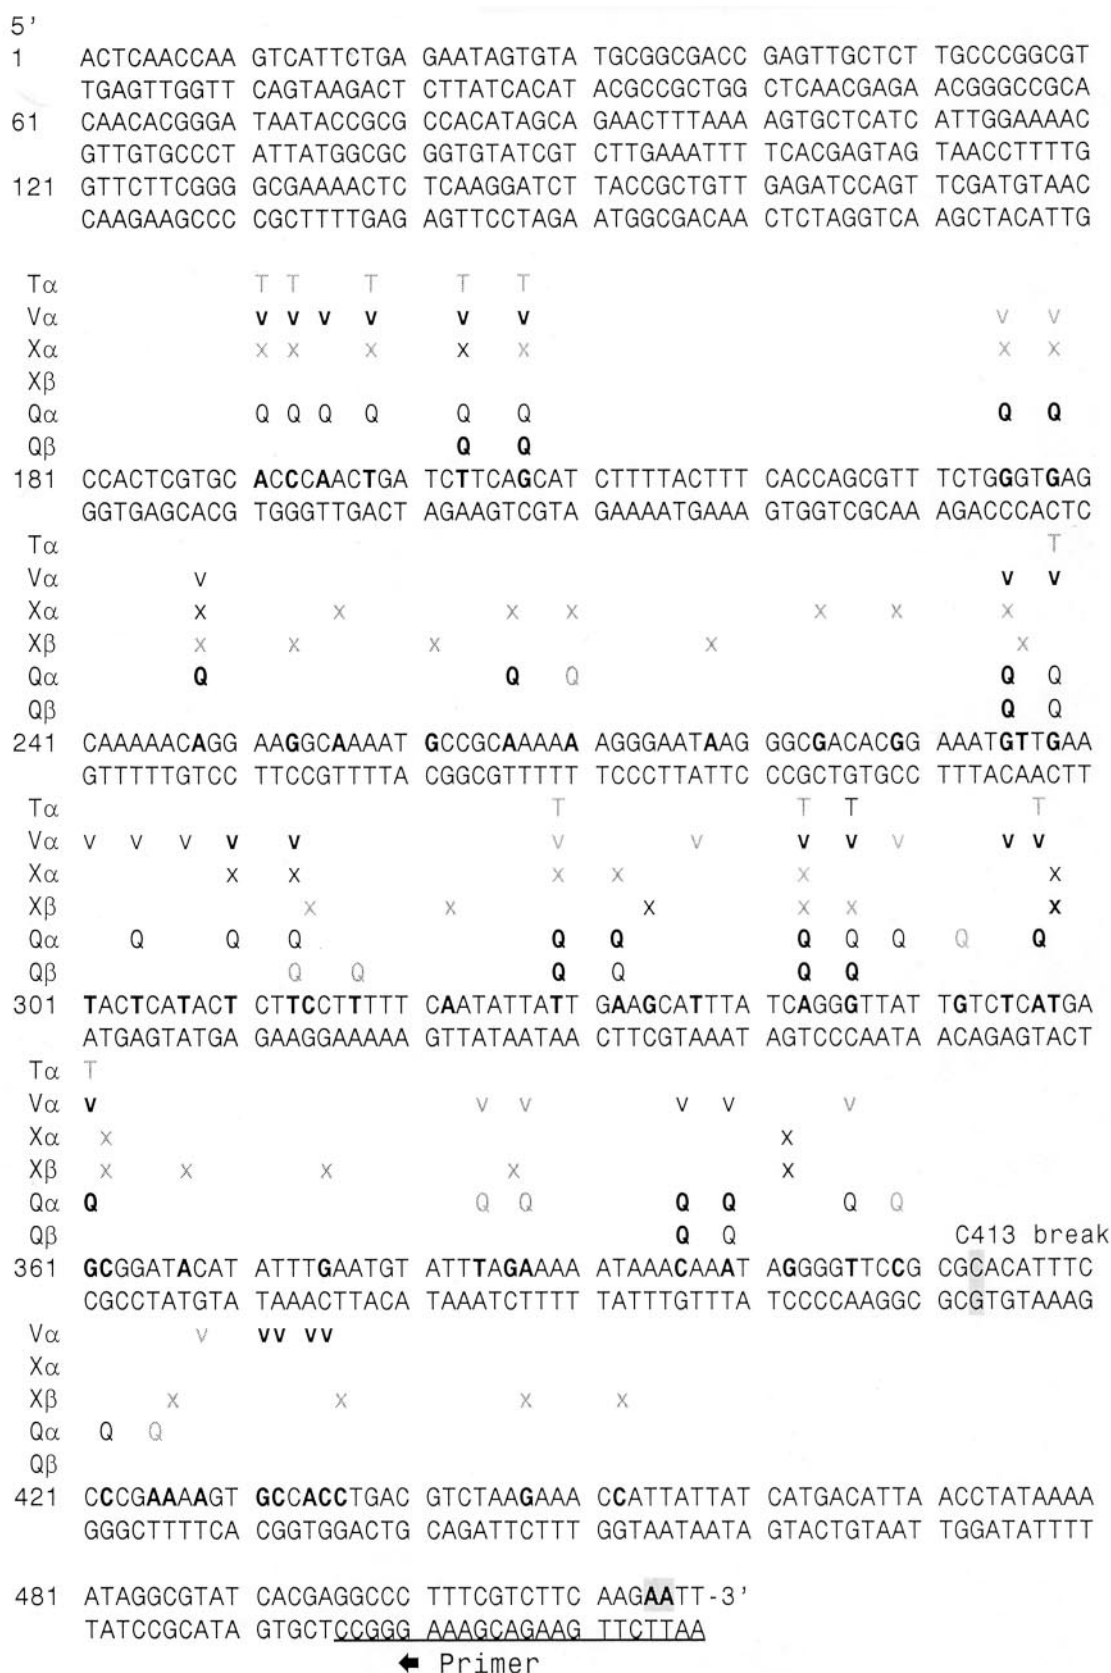 5'
1 ACTCAACCAA GTCATTCTGA GAATAGTGTA TGCGGCGACC GAGTTGCTCT TGCCCGGCGT
TGAGTTGGTT CAGTAAGACT CTTATCACAT ACGCCGCTGG CTCAACGAGA ACGGGCCGCA
61 CAACACGGGA TAATACCGCG CCACATAGCA GAACTTTAAA AGTGCTCATC ATTGGAAAAC
GTTGTGCCCT ATTATGGCGC GGTGTATCGT CTTGAAATTT TCACGAGTAG TAACCTTTTG
121 GTTCTTCGGG GCGAAAACTC TCAAGGATCT TACCGCTGTT GAGATCCAGT TCGATGTAAC
CAAGAAGCCC CGCTTTTGAG AGTTCCTAGA ATGGCGACAA CTCTAGGTCA AGCTACATTG
Tα T T T T T
Vα v v v v v v v v
Xα x x x x x x x
Xβ
Qα Q Q Q Q Q Q Q Q
Qβ Q Q
181 CCACTCGTGC ACCCAACTGA TCTTCAGCAT CTTTTACTTT CACCAGCGTT TCTGGGTGAG
GGTGAGCACG TGGGTTGACT AGAAGTCGTA GAAAATGAAA GTGGTCGCAA AGACCCACTC
Tα T
Vα v v v
Xα x x x x x x x
Xβ x x x x x
Qα Q Q Q Q Q
Qβ Q Q
241 CAAAAACAGG AAGGCAAAAT GCCGCAAAAA AGGGAATAAG GGCGACACGG AAATGTTGAA
GTTTTTGTCC TTCCGTTTTA CGGCGTTTTT TCCCTTATTC CCGCTGTGCC TTTACAACTT
Tα T T T T
Vα v v v v v v v v v v v v
Xα x x x x x x
Xβ x x x x x x
Qα Q Q Q Q Q Q Q Q Q Q
Qβ Q Q Q Q Q Q
301 TACTCATACT CTTCCTTTTT CAATATTATT GAAGCATTTA TCAGGGTTAT TGTCTCATGA
ATGAGTATGA GAAGGAAAAA GTTATAATAA CTTCGTAAAT AGTCCCAATA ACAGAGTACT
Tα T
Vα v v v v v v
Xα x x
Xβ x x x x x
Qα Q Q Q Q Q Q Q
Qβ Q Q C413 break
361 GCGGATACAT ATTTGAATGT ATTTAGAAAA ATAAACAAAT AGGGGTTCCG CGCACATTTC
CGCCTATGTA TAAACTTACA TAAATCTTTT TATTTGTTTA TCCCCAAGGC GCGTGTAAAG
Vα v vv vv
Xα
Xβ x x x x
Qα Q Q
Qβ
421 CCCCGAAAAGT GCCACCTGAC GTCTAAGAAA CCATTATTAT CATGACATTA ACCTATAAAA
GGGCTTTTCA CGGTGGACTG CAGATTCTTT GGTAATAATA GTACTGTAAT TGGATATTTT
481 ATAGGCGTAT CACGAGGCCC TTTCGTCTTC AAGAATT-3'
TATCCGCATA GTGCTCCGGG AAAGCAGAAG TTCTTAA
← Primer